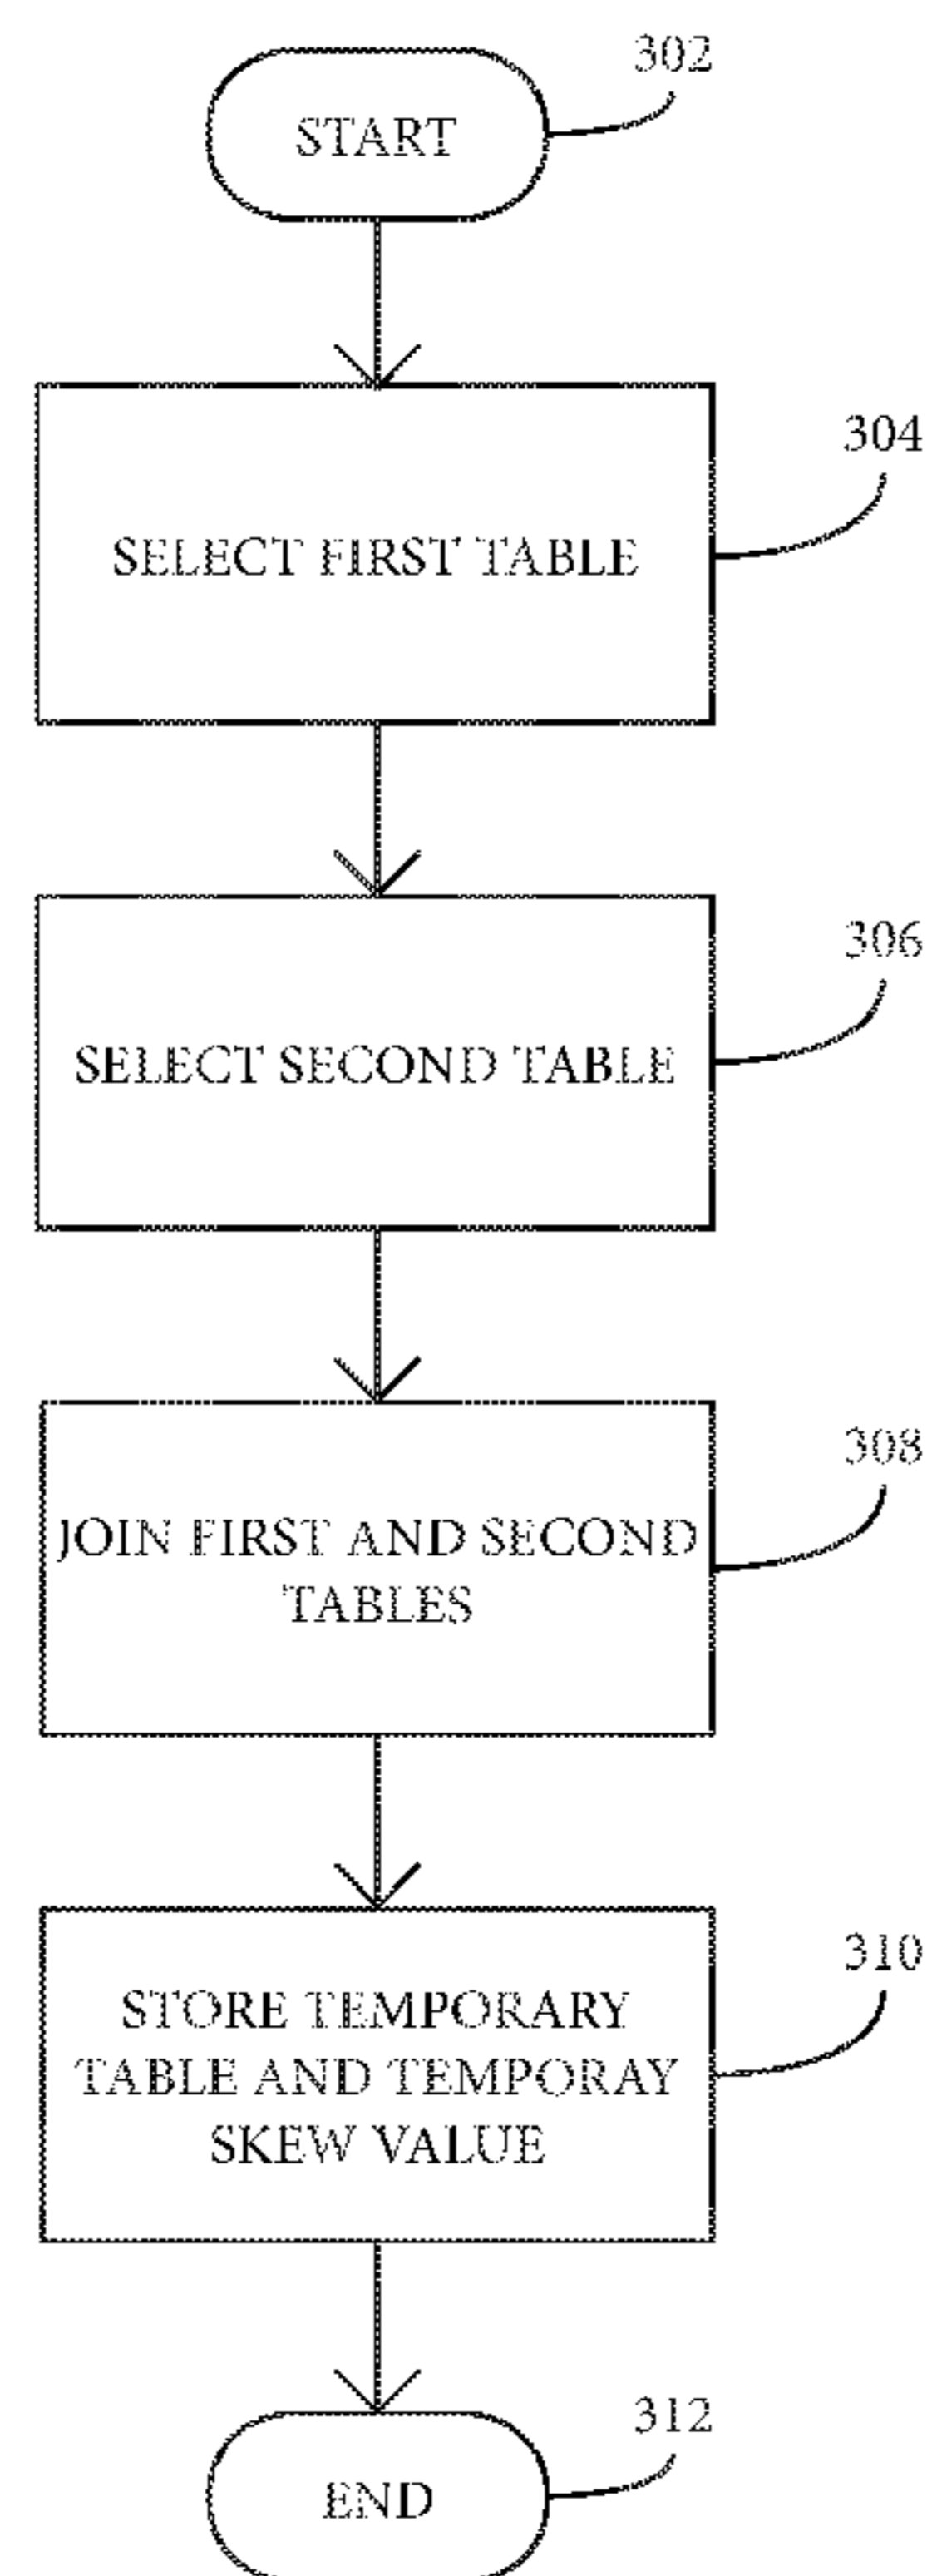 302
START
304
SELECT FIRST TABLE
306
SELECT SECOND TABLE
308
JOIN FIRST AND SECOND
TABLES
310
STORE TEMPORARY
TABLE AND TEMPORAY
SKEW VALUE
312
END